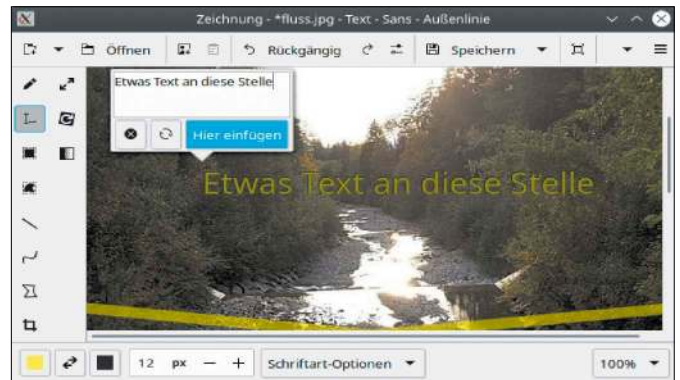 Zeichnung - *fluss.jpg - Text - Sans - Außenlinie
Öffnen Rückgängig Speichern
Etwas Text an diese Stelle
Hier einfügen
Etwas Text an diese Stelle
12 px − + Schriftart-Optionen 100%